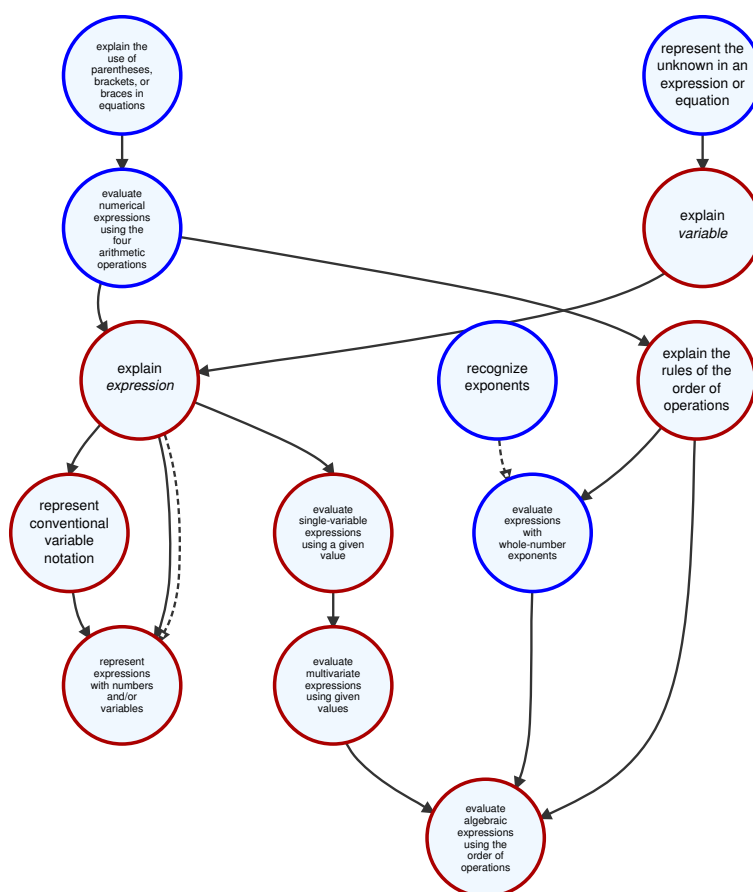 explain the
use of
parentheses,
brackets, or
braces in
equations
represent the
unknown in an
expression or
equation
evaluate
numerical
expressions
using the
four
arithmetic
operations
explain
variable
explain
expression
recognize
exponents
explain the
rules of the
order of
operations
represent
conventional
variable
notation
evaluate
single-variable
expressions
using a given
value
evaluate
expressions
with
whole-number
exponents
represent
expressions
with numbers
and/or
variables
evaluate
multivariate
expressions
using given
values
evaluate
algebraic
expressions
using the
order of
operations